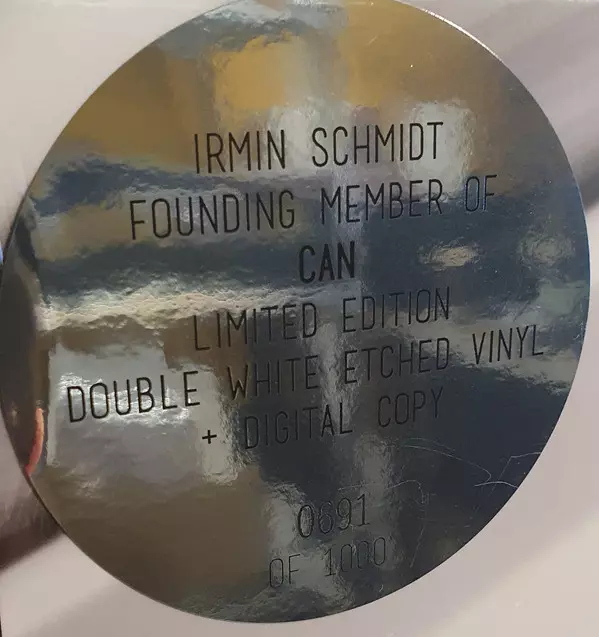 IRMIN SCHMIDT
FOUNDING MEMBER OF
CAN
LIMITED EDITION
DOUBLE WHITE ETCHED VINYL
+ DIGITAL COPY
0691
OF 1000